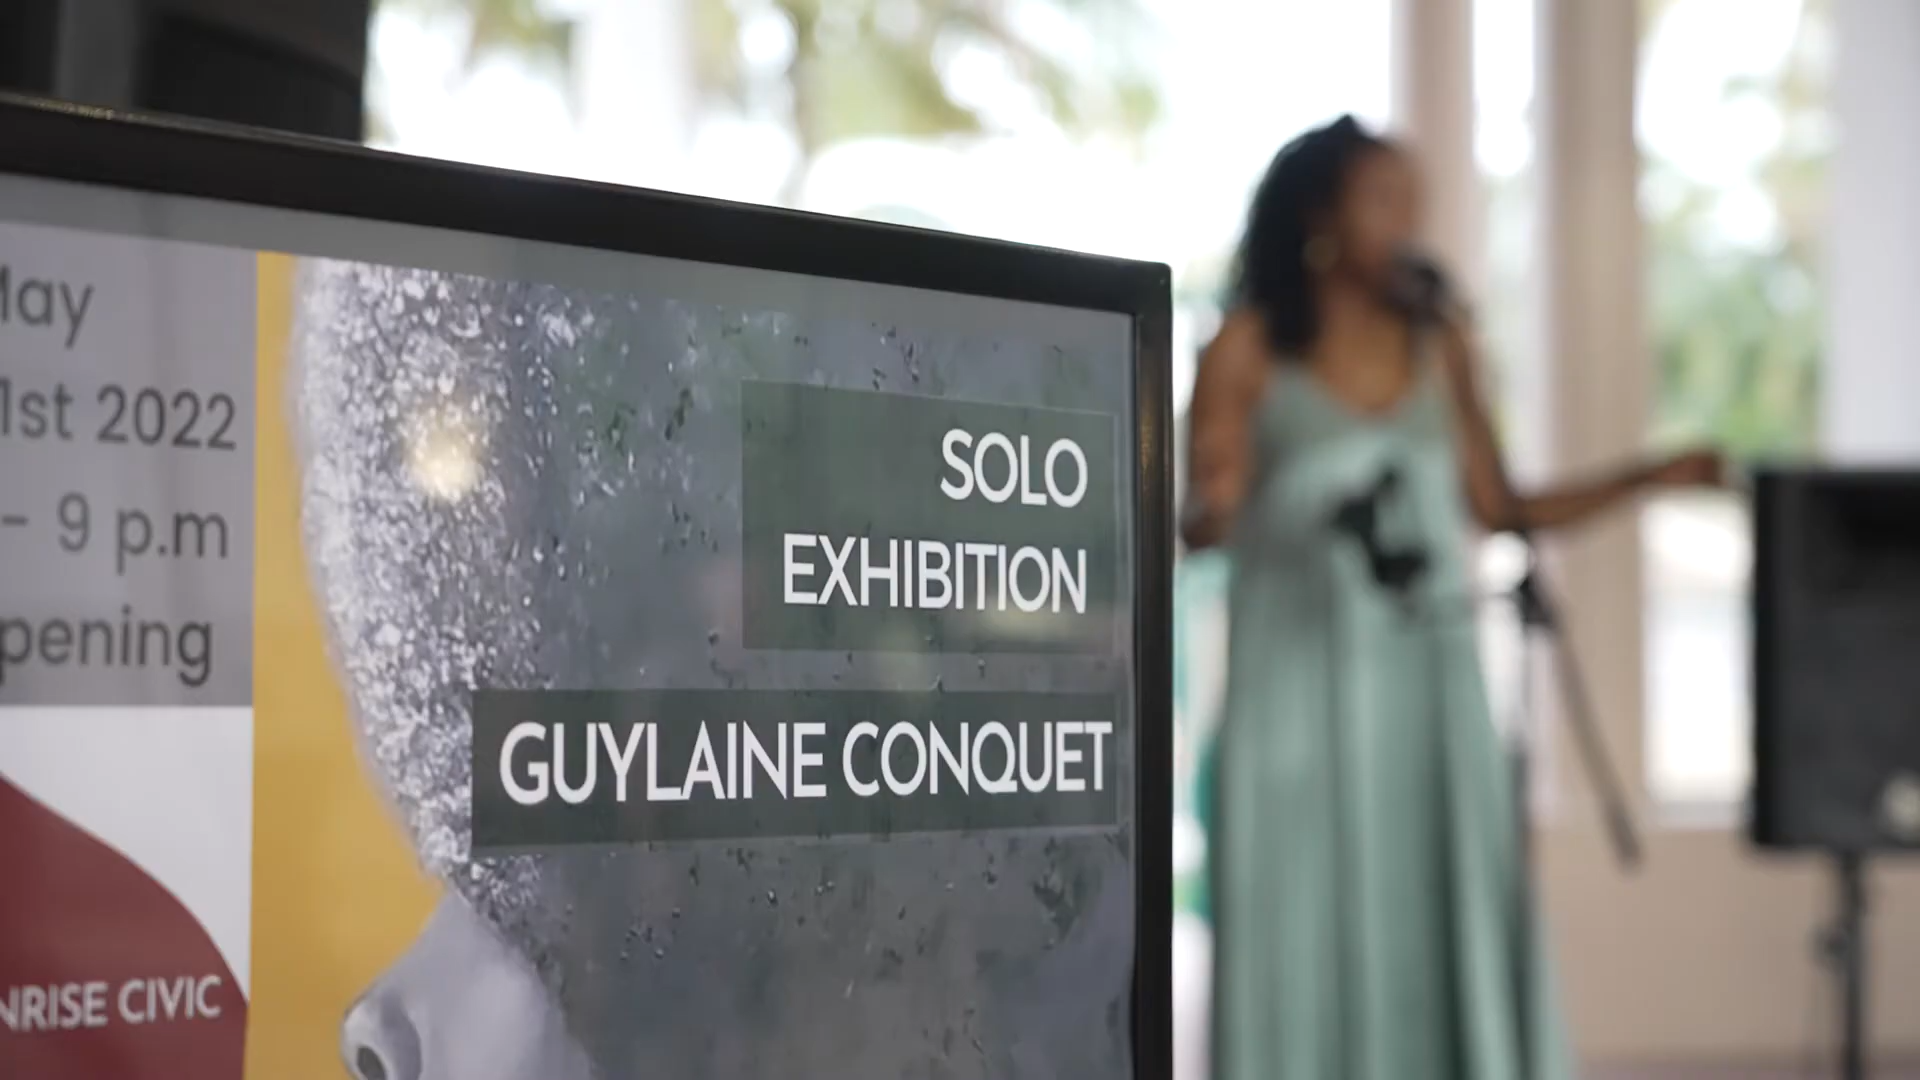 May
1st 2022
– 9 p.m
pening
NRISE CIVIC
SOLO
EXHIBITION
GUYLAINE CONQUET